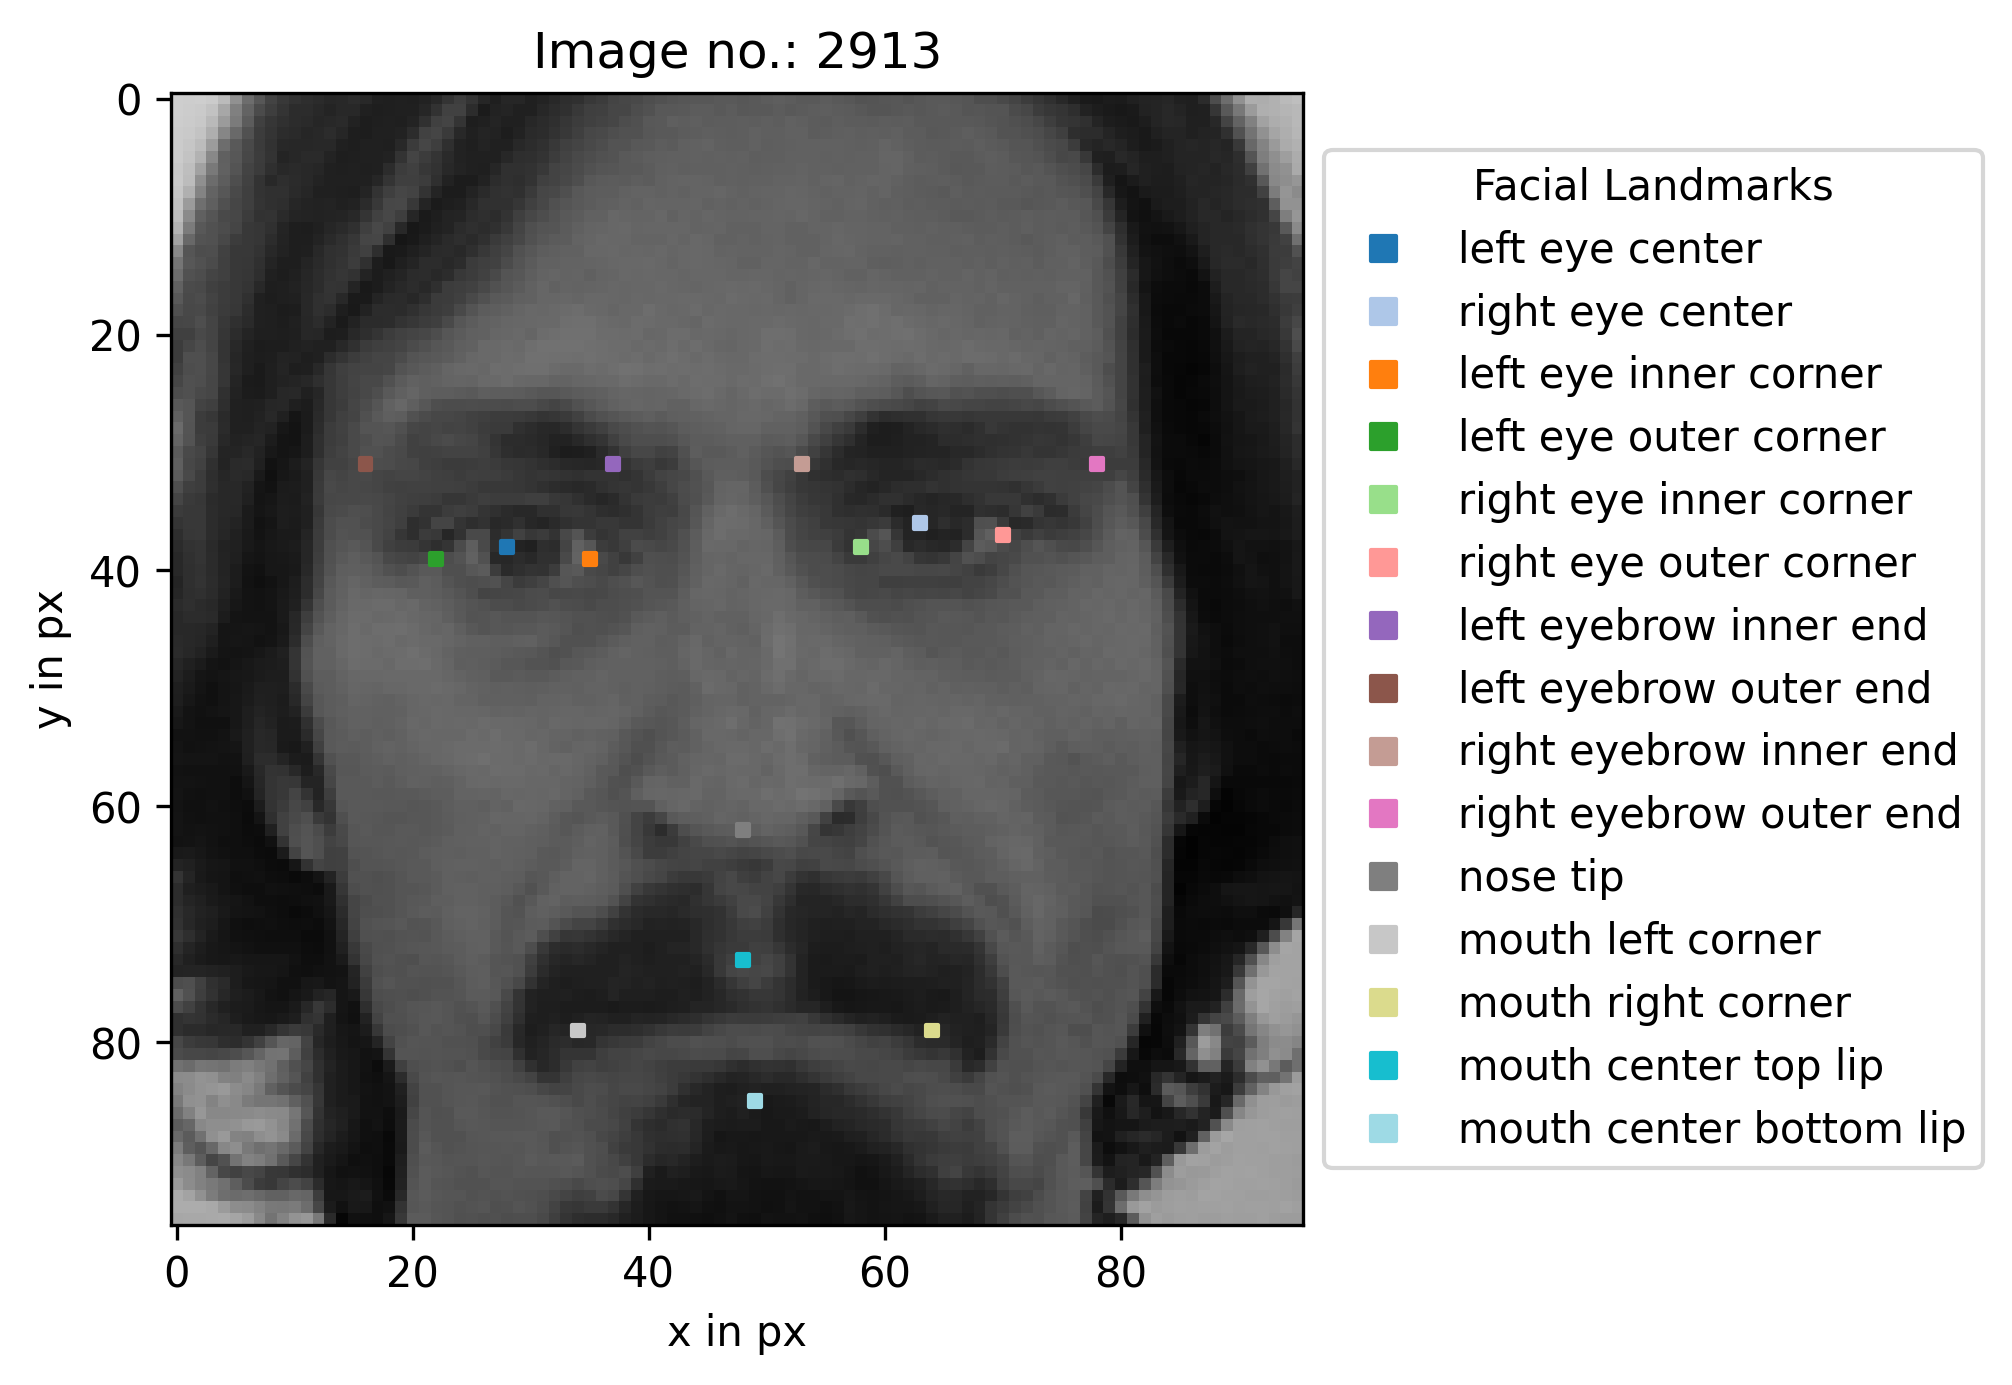 Image no.: 2913
0
20
40
60
80
y in px
0 20 40 60 80
x in px
Facial Landmarks
left eye center
right eye center
left eye inner corner
left eye outer corner
right eye inner corner
right eye outer corner
left eyebrow inner end
left eyebrow outer end
right eyebrow inner end
right eyebrow outer end
nose tip
mouth left corner
mouth right corner
mouth center top lip
mouth center bottom lip